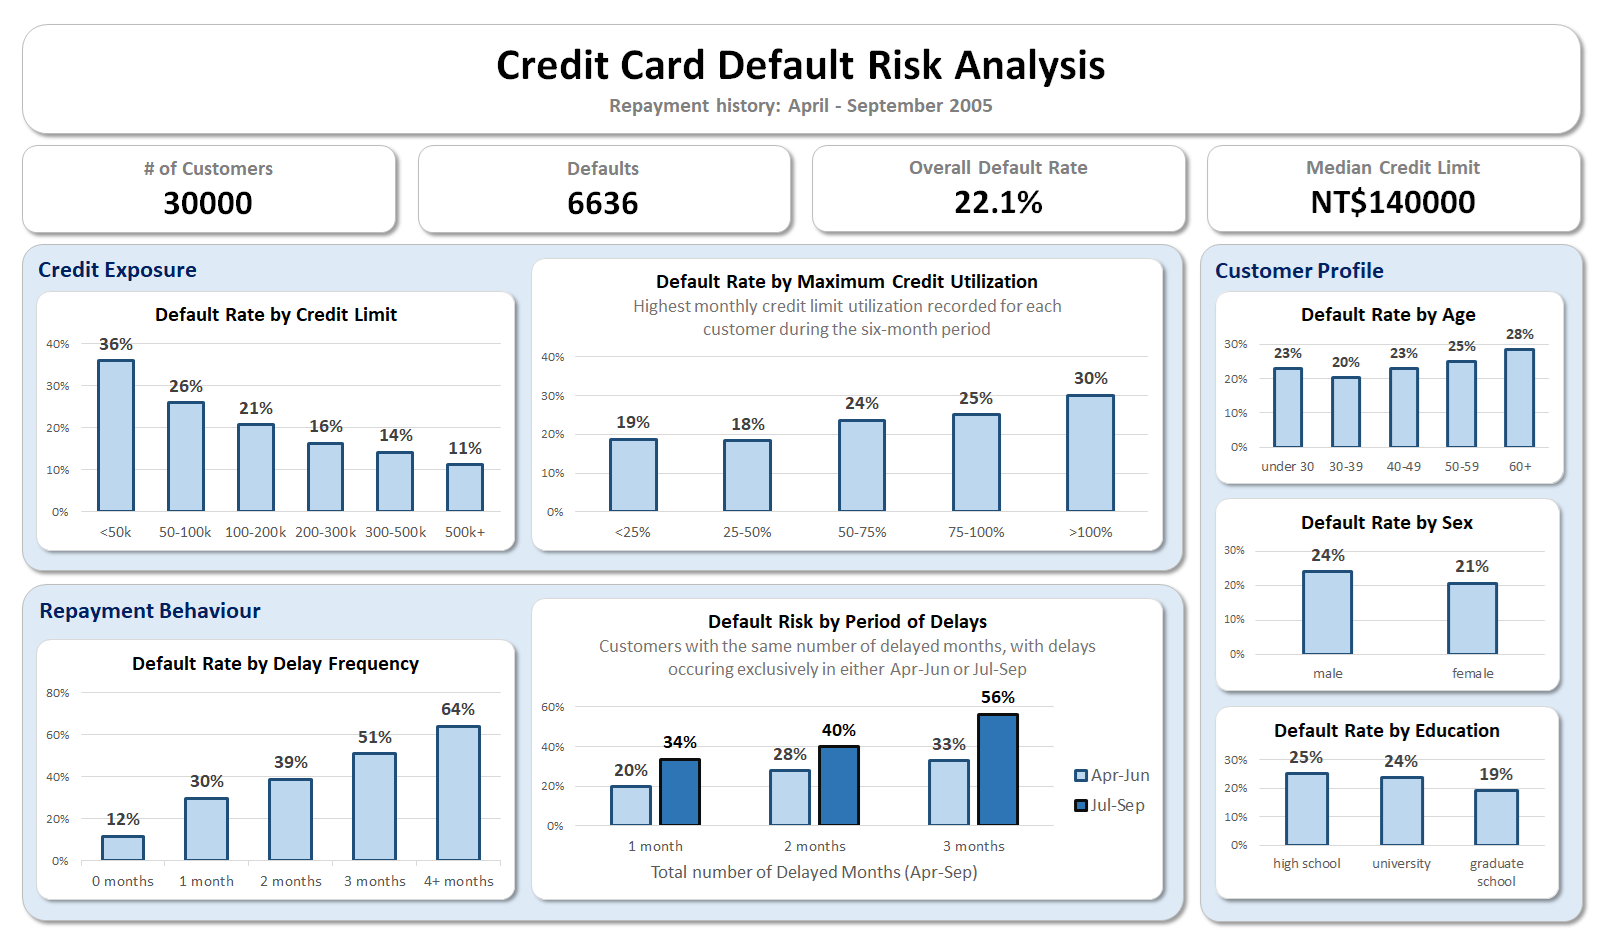 Credit Card Default Risk Analysis
Repayment history: April - September 2005
# of Customers
30000
Defaults
6636
Overall Default Rate
22.1%
Median Credit Limit
NT$140000
Credit Exposure
Default Rate by Credit Limit
40%
30%
20%
10%
0%
36%
26%
21%
16%
14%
11%
<50k 50-100k 100-200k 200-300k 300-500k 500k+
Default Rate by Maximum Credit Utilization
Highest monthly credit limit utilization recorded for each
customer during the six-month period
40%
30%
20%
10%
0%
19%
18%
24%
25%
30%
<25% 25-50% 50-75% 75-100% >100%
Repayment Behaviour
Default Rate by Delay Frequency
80%
60%
40%
20%
0%
12%
30%
39%
51%
64%
0 months 1 month 2 months 3 months 4+ months
Default Risk by Period of Delays
Customers with the same number of delayed months, with delays
occuring exclusively in either Apr-Jun or Jul-Sep
60%
40%
20%
0%
20%
34%
28%
40%
33%
56%
1 month 2 months 3 months
Total number of Delayed Months (Apr-Sep)
Apr-Jun
Jul-Sep
Customer Profile
Default Rate by Age
30%
20%
10%
0%
23%
20%
23%
25%
28%
under 30 30-39 40-49 50-59 60+
Default Rate by Sex
30%
20%
10%
0%
24%
21%
male female
Default Rate by Education
30%
20%
10%
0%
25%
24%
19%
high school university graduate
school